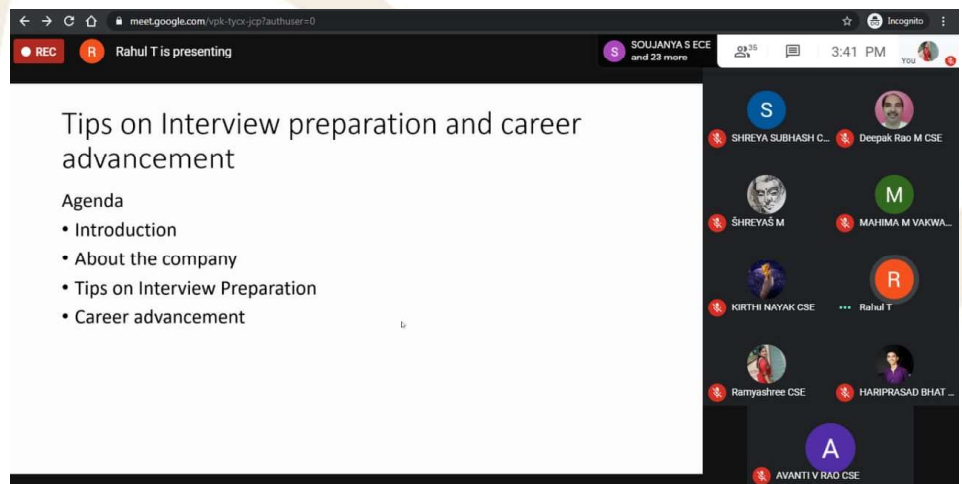 meet.google.com/vpk-tycx-jcp?authuser=0
Incognito
REC
R
Rahul T is presenting
S
SOUJANYA S ECE
and 23 more
35
3:41 PM
You
Tips on Interview preparation and career
advancement
Agenda
• Introduction
• About the company
• Tips on Interview Preparation
• Career advancement
S
SHREYA SUBHASH C...
Deepak Rao M CSE
ŠHREYAŠ M
M
MAHIMA M VAKWA...
KIRTHI NAYAK CSE
R
Rahul T
Ramyashree CSE
HARIPRASAD BHAT ...
A
AVANTI V RAO CSE